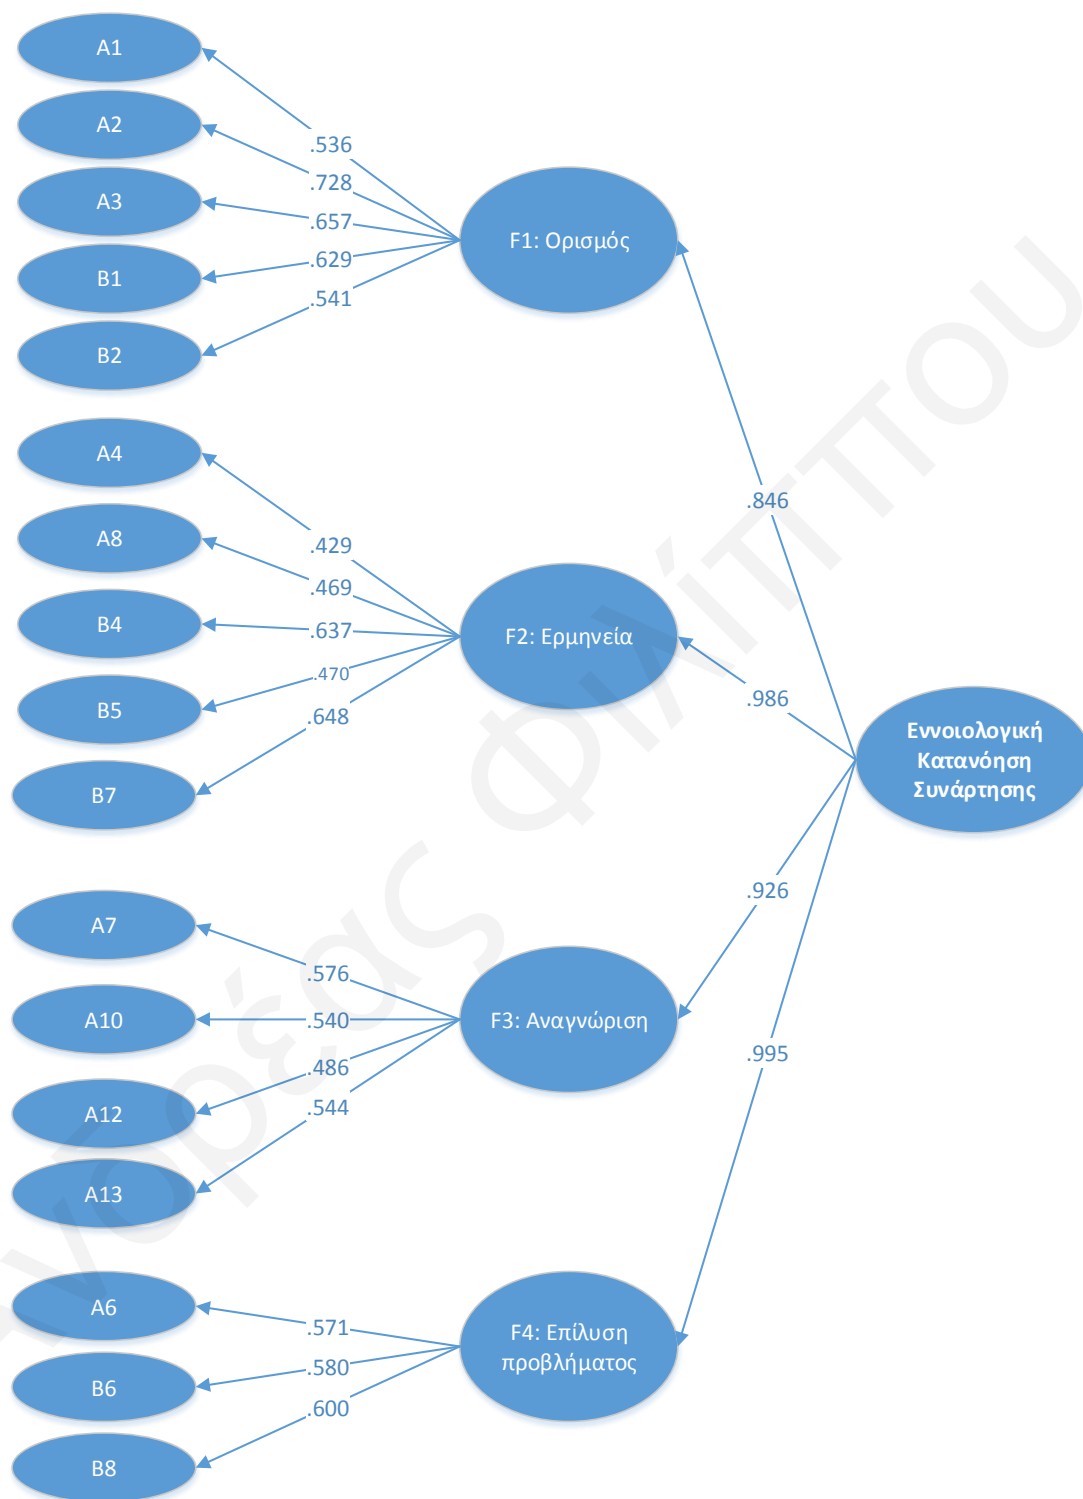 A1
A2
A3
B1
B2
.536
.728
.657
.629
.541
F1: Ορισμός
A4
A8
B4
B5
B7
.429
.469
.637
.470
.648
F2: Ερμηνεία
A7
A10
A12
A13
.576
.540
.486
.544
F3: Αναγνώριση
A6
B6
B8
.571
.580
.600
F4: Επίλυση
προβλήματος
.846
.986
.926
.995
Εννοιολογική
Κατανόηση
Συνάρτησης
Ανδρέας Φιλίππου